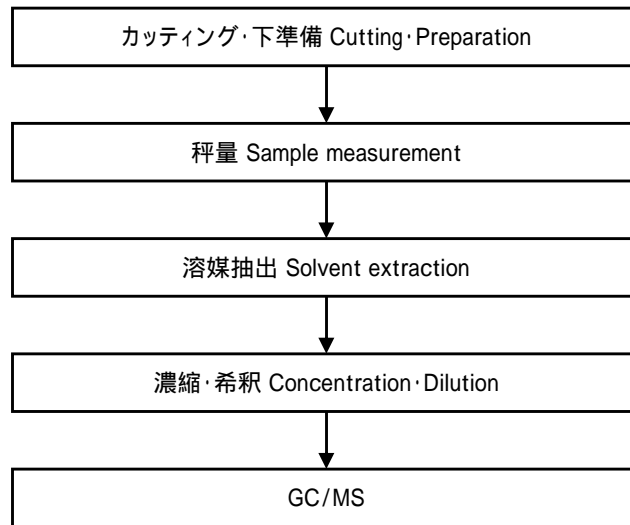 カッティング･下準備 Cutting･Preparation
秤量 Sample measurement
溶媒抽出 Solvent extraction
濃縮･希釈 Concentration･Dilution
GC/MS